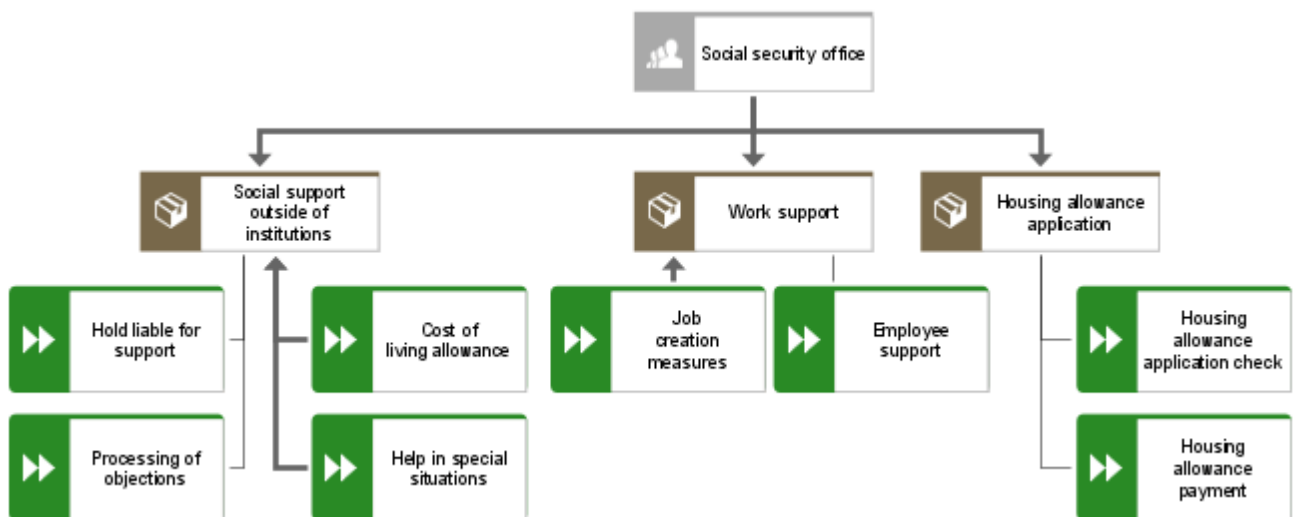 Social security office
Social support
outside of
institutions
Work support
Housing allowance
application
Hold liable for
support
Cost of
living allowance
Job
creation
measures
Employee
support
Housing
allowance
application check
Processing of
objections
Help in special
situations
Housing
allowance
payment